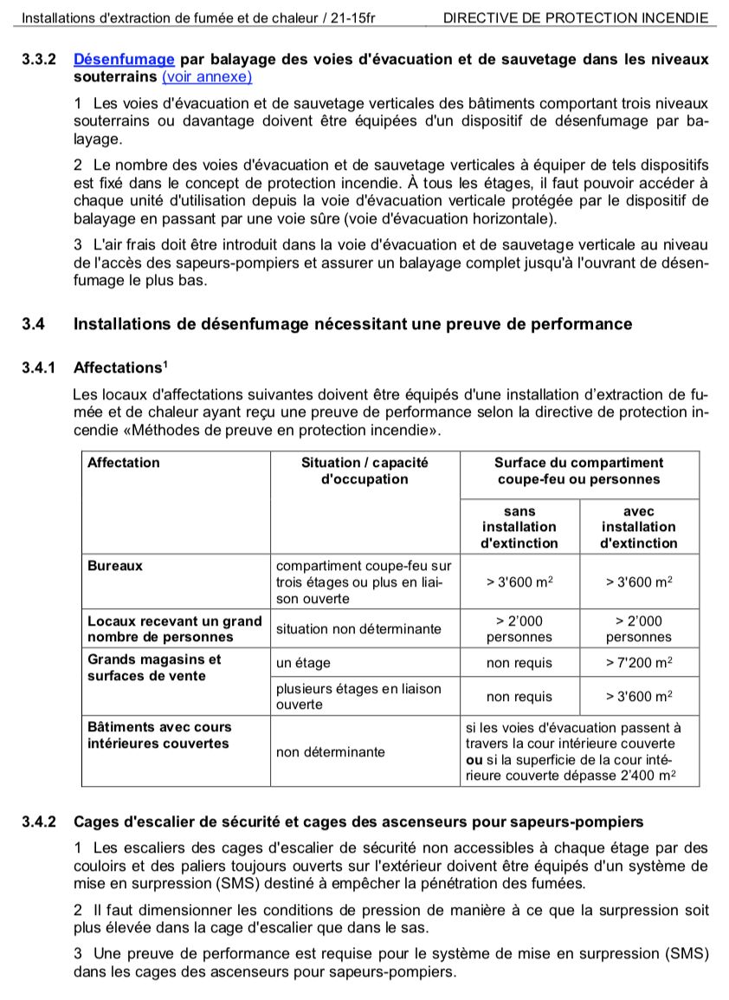 Installations d'extraction de fumée et de chaleur / 21-15fr DIRECTIVE DE PROTECTION INCENDIE
3.3.2 Désenfumage par balayage des voies d'évacuation et de sauvetage dans les niveaux
souterrains (voir annexe)
1 Les voies d'évacuation et de sauvetage verticales des bâtiments comportant trois niveaux
souterrains ou davantage doivent être équipées d'un dispositif de désenfumage par ba-
layage.
2 Le nombre des voies d'évacuation et de sauvetage verticales à équiper de tels dispositifs
est fixé dans le concept de protection incendie. À tous les étages, il faut pouvoir accéder à
chaque unité d'utilisation depuis la voie d'évacuation verticale protégée par le dispositif de
balayage en passant par une voie sûre (voie d'évacuation horizontale).
3 L'air frais doit être introduit dans la voie d'évacuation et de sauvetage verticale au niveau
de l'accès des sapeurs-pompiers et assurer un balayage complet jusqu'à l'ouvrant de désen-
fumage le plus bas.
3.4 Installations de désenfumage nécessitant une preuve de performance
3.4.1 Affectations¹
Les locaux d'affectations suivantes doivent être équipés d'une installation d’extraction de fu-
mée et de chaleur ayant reçu une preuve de performance selon la directive de protection in-
cendie «Méthodes de preuve en protection incendie».
Affectation
Situation / capacité
d'occupation
Surface du compartiment
coupe-feu ou personnes
sans
installation
d'extinction
avec
installation
d'extinction
Bureaux
compartiment coupe-feu sur
trois étages ou plus en liai-
son ouverte
> 3'600 m²
> 3'600 m²
Locaux recevant un grand
nombre de personnes
situation non déterminante
> 2’000
personnes
> 2’000
personnes
Grands magasins et
surfaces de vente
un étage
non requis
> 7'200 m²
plusieurs étages en liaison
ouverte
non requis
> 3'600 m²
Bâtiments avec cours
intérieures couvertes
non déterminante
si les voies d'évacuation passent à
travers la cour intérieure couverte
ou si la superficie de la cour inté-
rieure couverte dépasse 2’400 m²
3.4.2 Cages d'escalier de sécurité et cages des ascenseurs pour sapeurs-pompiers
1 Les escaliers des cages d'escalier de sécurité non accessibles à chaque étage par des
couloirs et des paliers toujours ouverts sur l'extérieur doivent être équipés d'un système de
mise en surpression (SMS) destiné à empêcher la pénétration des fumées.
2 Il faut dimensionner les conditions de pression de manière à ce que la surpression soit
plus élevée dans la cage d'escalier que dans le sas.
3 Une preuve de performance est requise pour le système de mise en surpression (SMS)
dans les cages des ascenseurs pour sapeurs-pompiers.